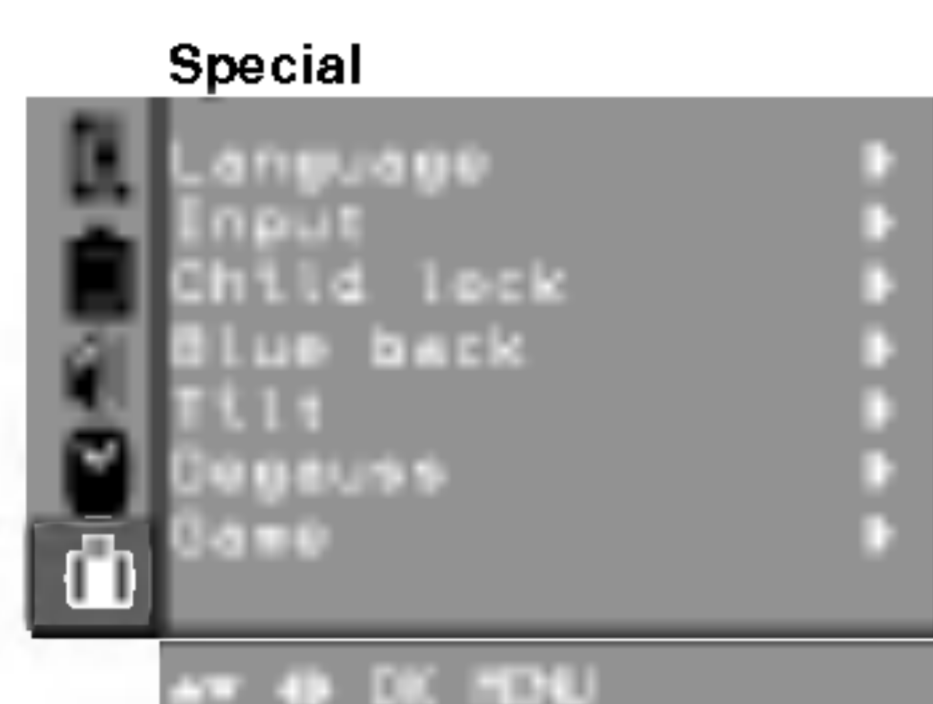 Special
Language
Input
Child lock
Blue back
Tilt
Degauss
Game
OK MENU